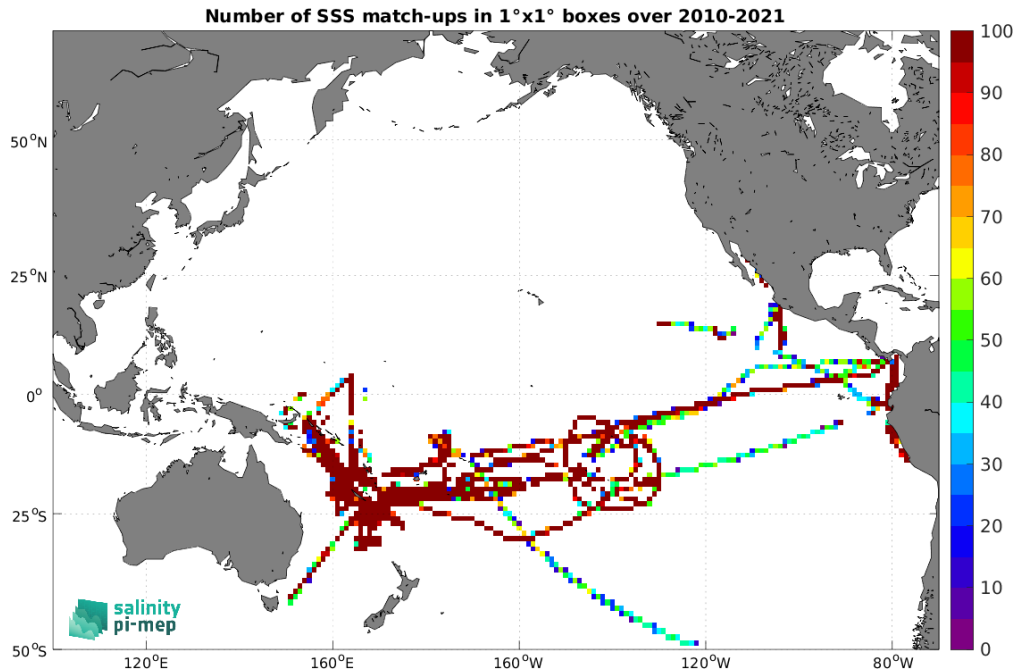 Number of SSS match-ups in 1°x1° boxes over 2010-2021
50°N
25°N
0°
25°S
50°S
120°E
160°E
160°W
120°W
80°W
100
90
80
70
60
50
40
30
20
10
0
salinity
pi-mep